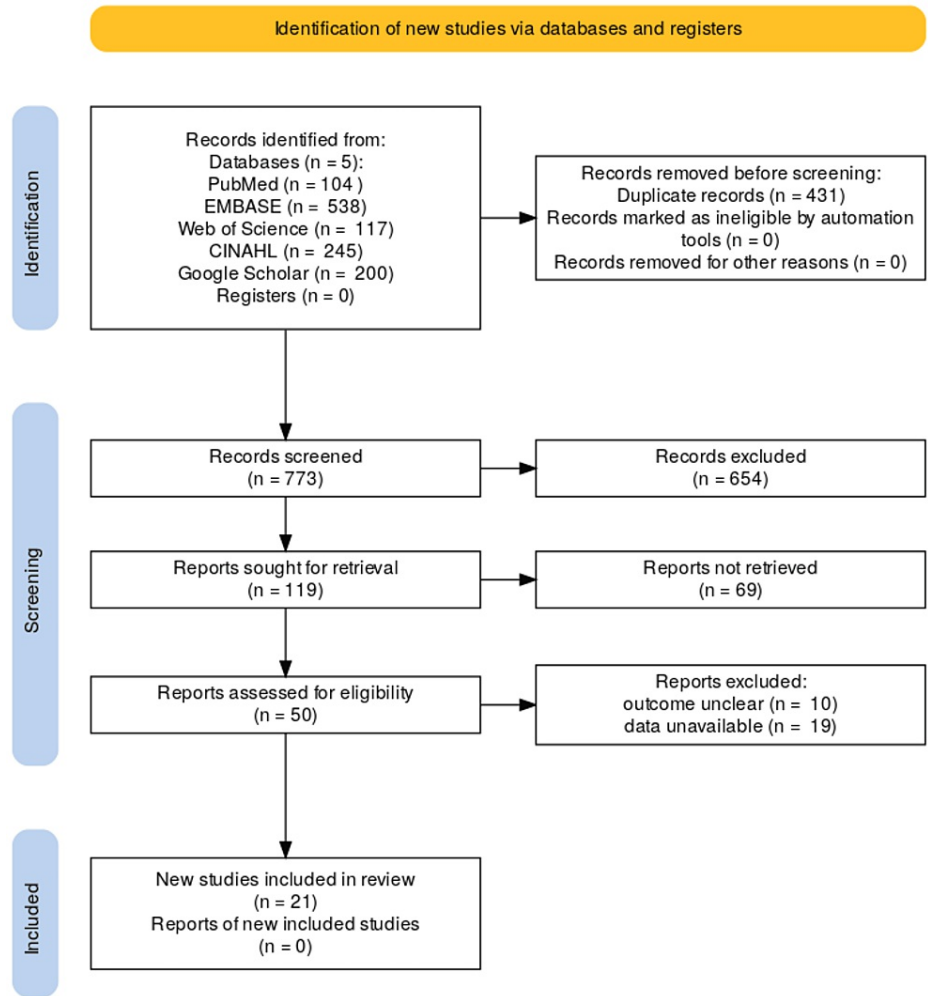 Identification of new studies via databases and registers
Identification
Records identified from:
Databases (n = 5):
PubMed (n = 104 )
EMBASE (n = 538)
Web of Science (n = 117)
CINAHL (n = 245)
Google Scholar (n = 200)
Registers (n = 0)
Records removed before screening:
Duplicate records (n = 431)
Records marked as ineligible by automation
tools (n = 0)
Records removed for other reasons (n = 0)
Screening
Records screened
(n = 773)
Records excluded
(n = 654)
Reports sought for retrieval
(n = 119)
Reports not retrieved
(n = 69)
Reports assessed for eligibility
(n = 50)
Reports excluded:
outcome unclear (n = 10)
data unavailable (n = 19)
Included
New studies included in review
(n = 21)
Reports of new included studies
(n = 0)